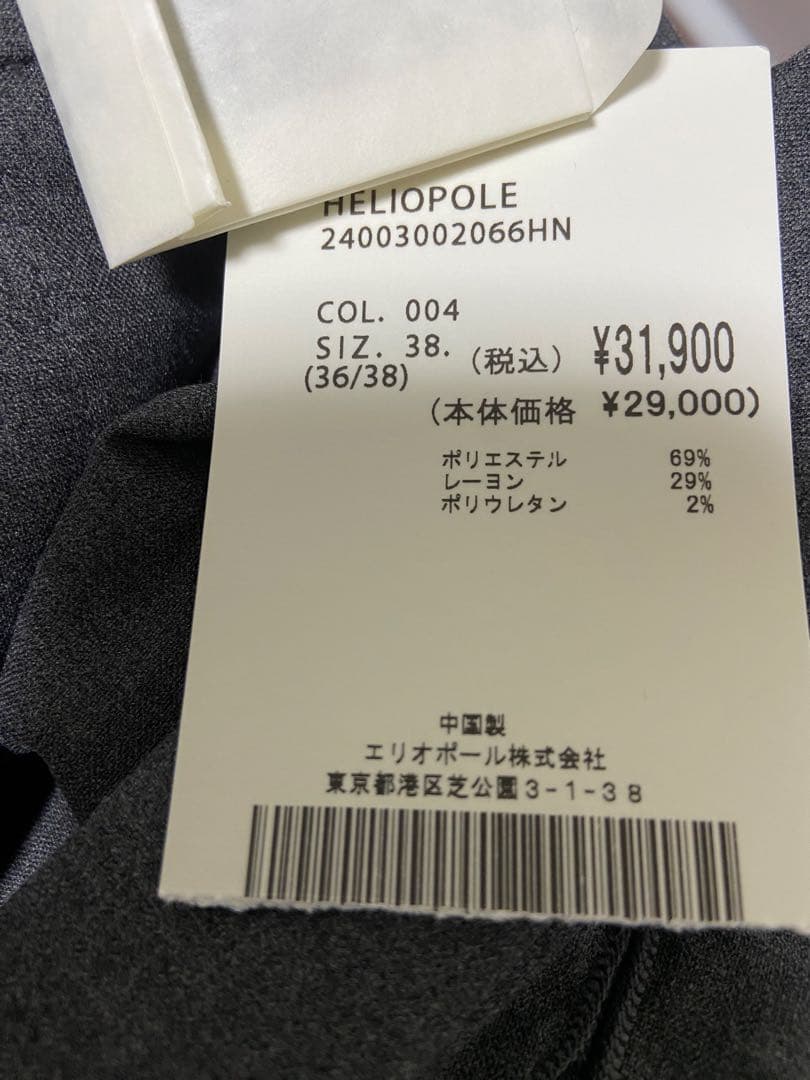 HELIOPOLE
24003002066HN
COL. 004
SIZ. 38. (税込) ¥31,900
(36/38)
(本体価格 ¥29,000)
ポリエステル 69%
レーヨン 29%
ポリウレタン 2%
中国製
エリオポール株式会社
東京都港区芝公園3-1-38